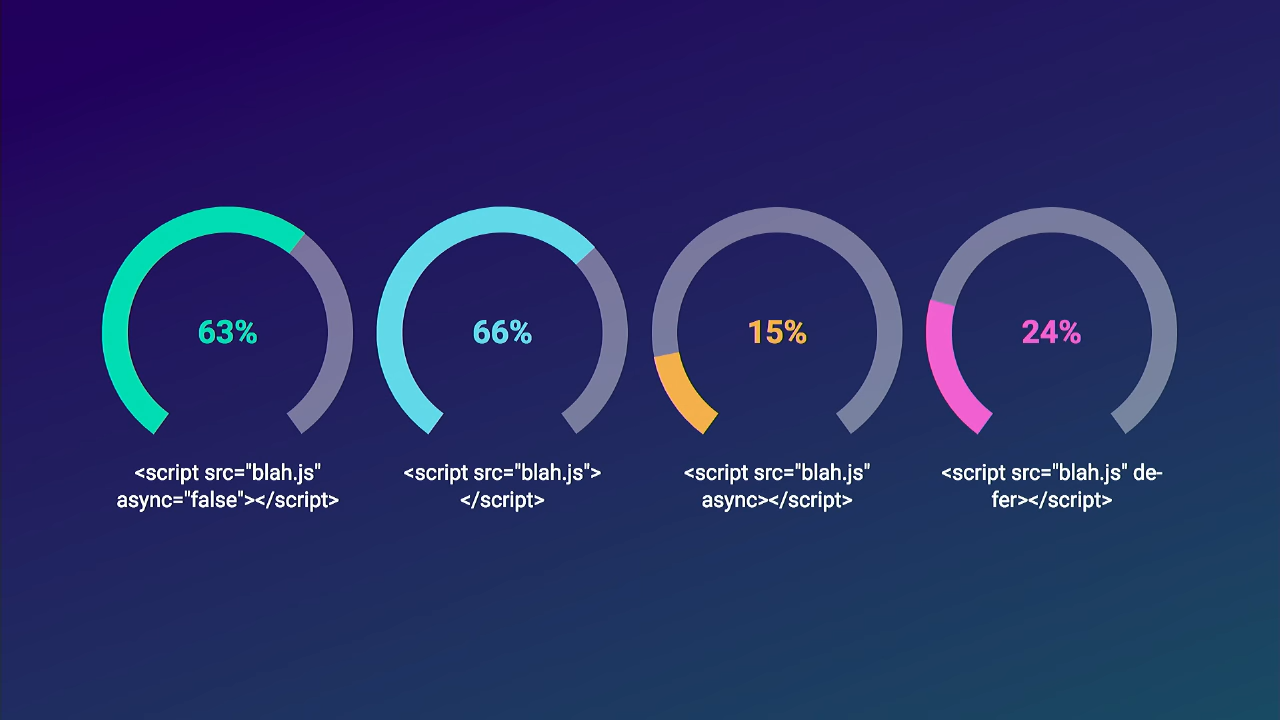 63%
<script src="blah.js"
async="false"></script>
66%
<script src="blah.js">
</script>
15%
<script src="blah.js"
async></script>
24%
<script src="blah.js" de-
fer></script>